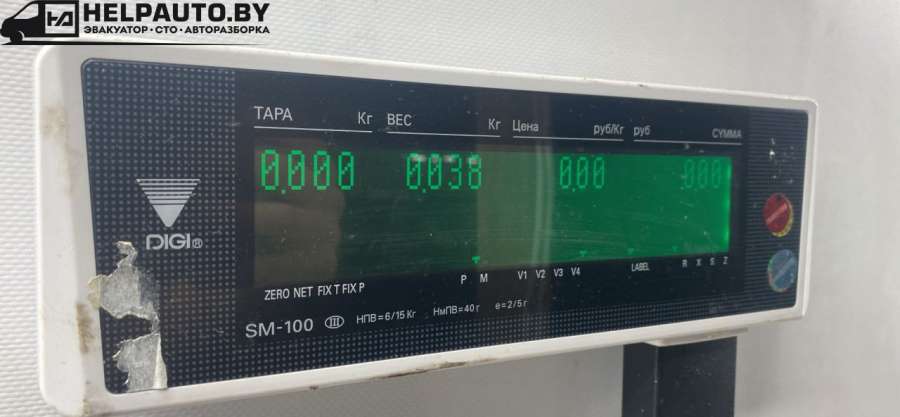 HELPAUTO.BY
ЭВАКУАТОР · СТО · АВТОРАЗБОРКА
ТАРА Кг ВЕС Кг Цена руб/Кг руб СУММА
0.000 0.038 0.00 0.00
DIGI®
P M V1 V2 V3 V4 LABEL R X S Z
ZERO NET FIX T FIX P
SM-100 III НПВ=6/15 Кг НмПВ=40 г e=2/5 г